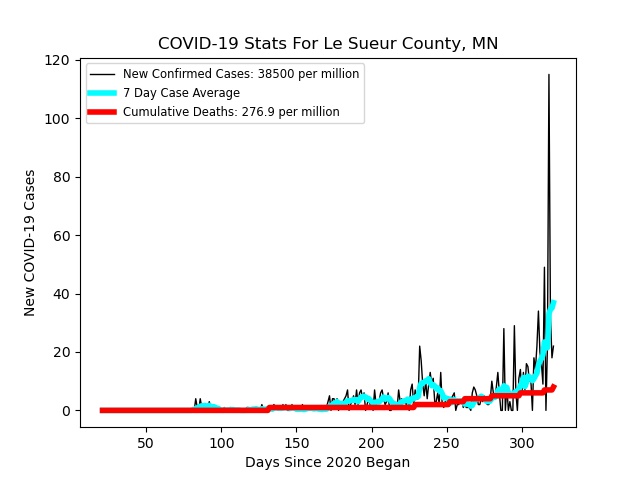 COVID-19 Stats For Le Sueur County, MN
New Confirmed Cases: 38500 per million
7 Day Case Average
Cumulative Deaths: 276.9 per million
New COVID-19 Cases
120
100
80
60
40
20
0
50 100 150 200 250 300
Days Since 2020 Began